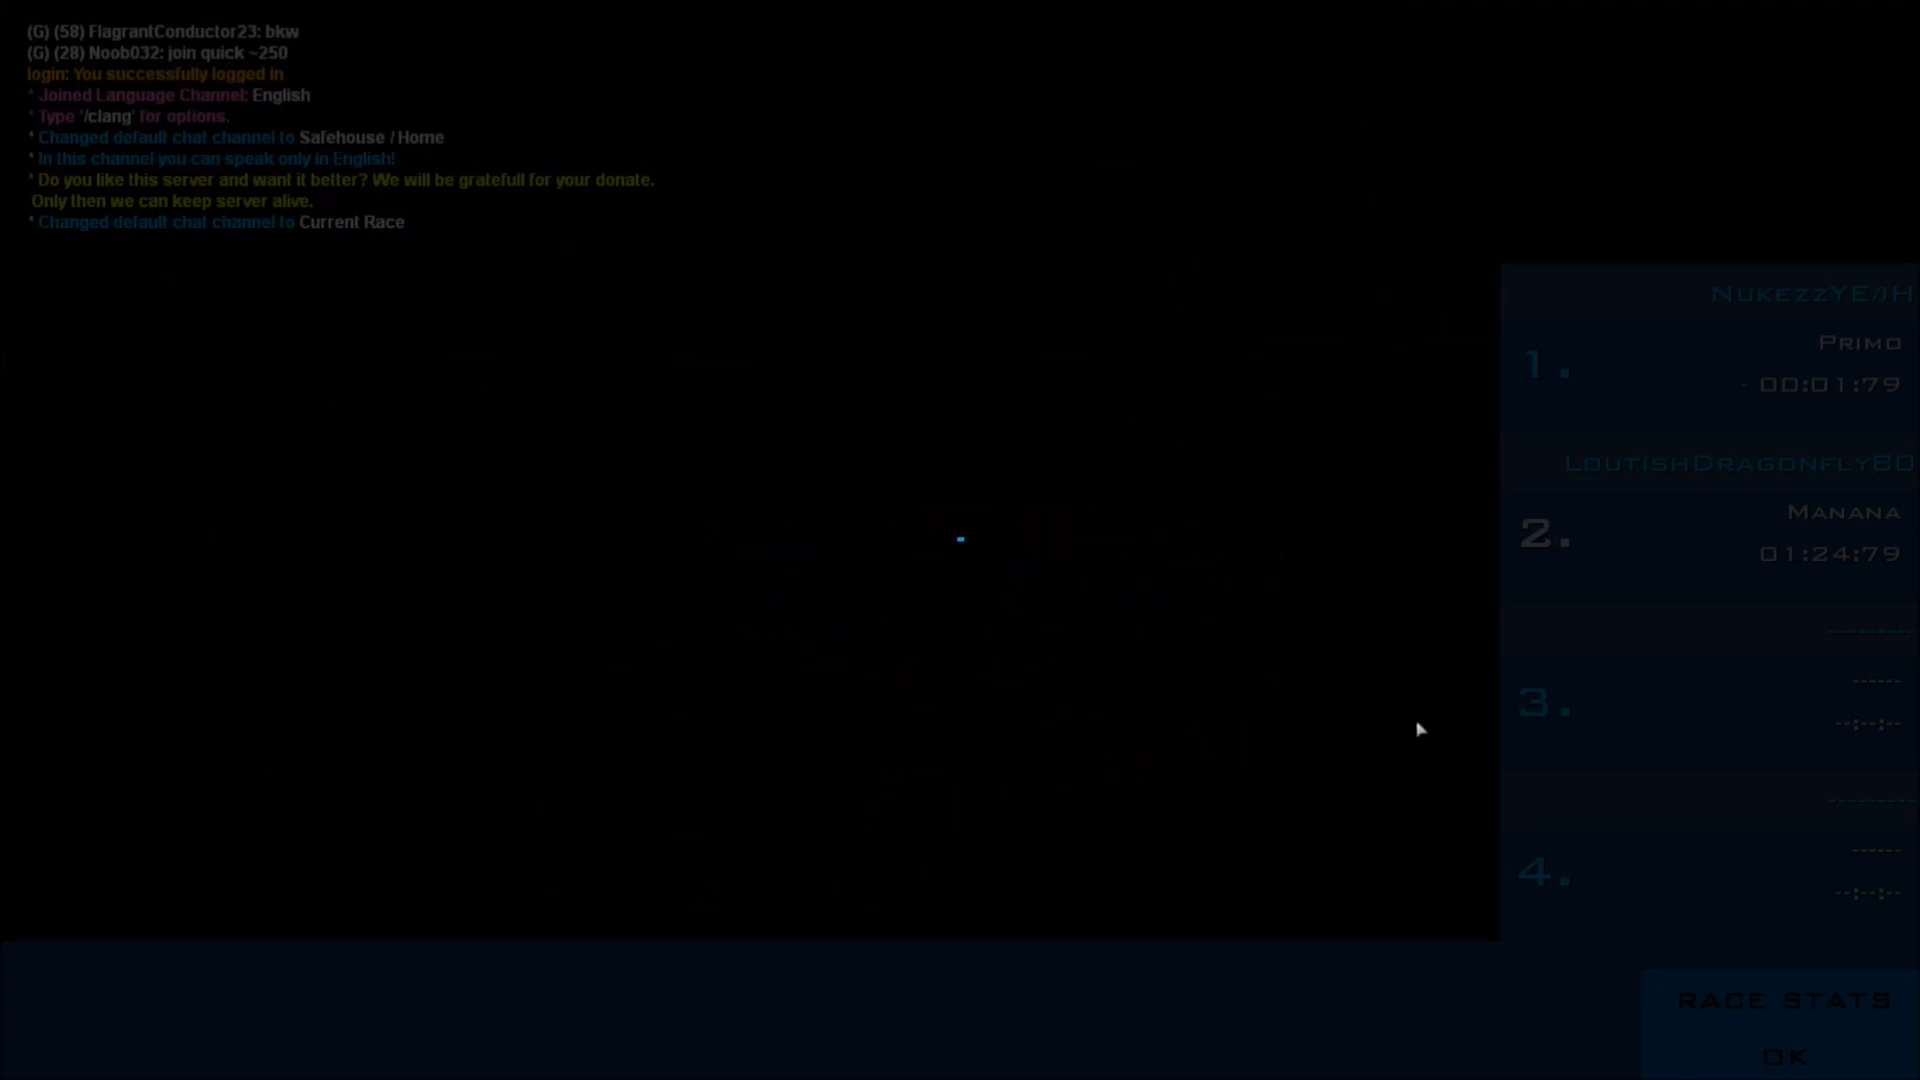 (G) (58) FlagrantConductor23: bkw
(G) (28) Noob032: join quick ~250
login: You successfully logged in
* Joined Language Channel: English
* Type '/clang' for options.
* Changed default chat channel to Safehouse / Home
* In this channel you can speak only in English!
* Do you like this server and want it better? We will be gratefull for your donate.
Only then we can keep server alive.
* Changed default chat channel to Current Race
NukezzYE/IH
1.
Primo
- 00:01:79
LoutishDragonfly80
2.
Manana
01:24:79
---------
3.
------
--:--:--
---------
4.
------
--:--:--
RACE STATS
OK